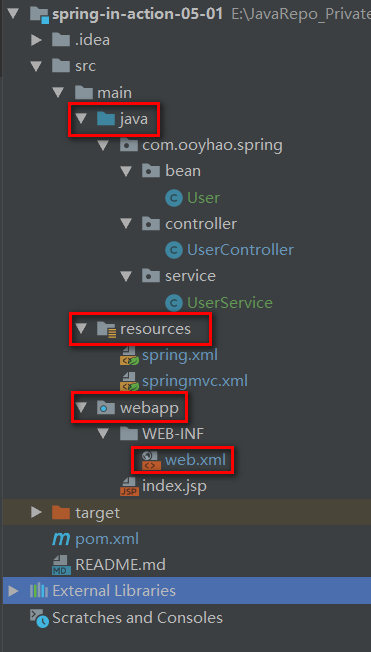 spring-in-action-05-01 E:\JavaRepo_Private
.idea
src
main
java
com.ooyhao.spring
bean
User
controller
UserController
service
UserService
resources
spring.xml
springmvc.xml
webapp
WEB-INF
web.xml
index.jsp
target
pom.xml
README.md
External Libraries
Scratches and Consoles